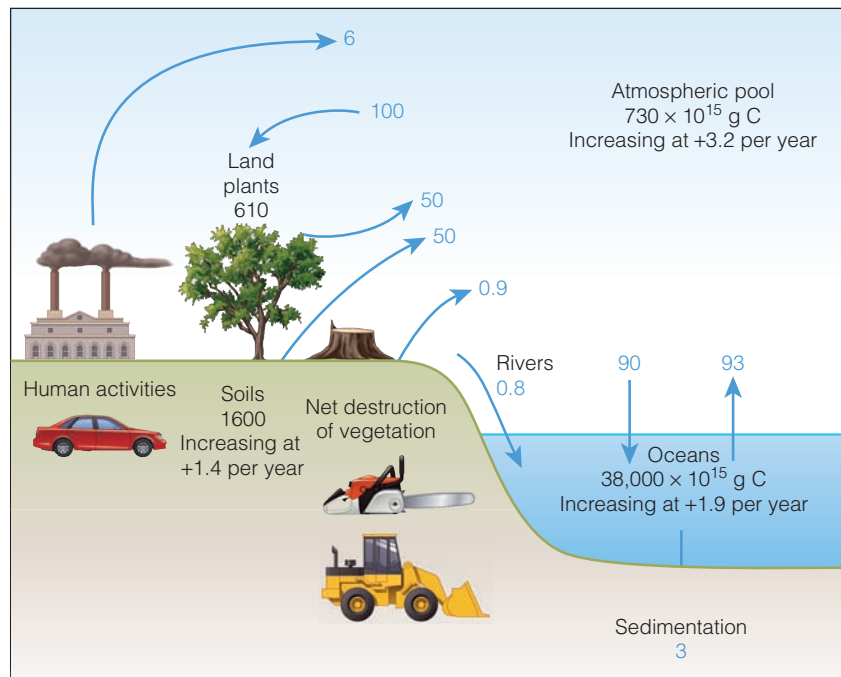 6
Atmospheric pool
730 × 10¹⁵ g C
Increasing at +3.2 per year
100
Land
plants
610
50
50
0.9
Rivers
0.8
90
93
Human activities
Soils
1600
Increasing at
+1.4 per year
Net destruction
of vegetation
Oceans
38,000 × 10¹⁵ g C
Increasing at +1.9 per year
Sedimentation
3